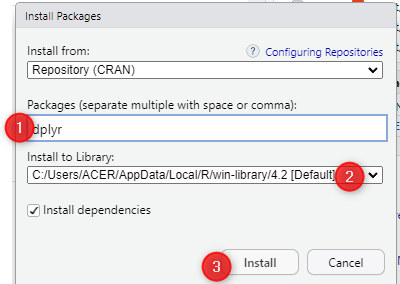 Install Packages
Install from:
? Configuring Repositories
Repository (CRAN)
Packages (separate multiple with space or comma):
1 dplyr
Install to Library:
C:/Users/ACER/AppData/Local/R/win-library/4.2 [Default] 2
Install dependencies
3 Install Cancel